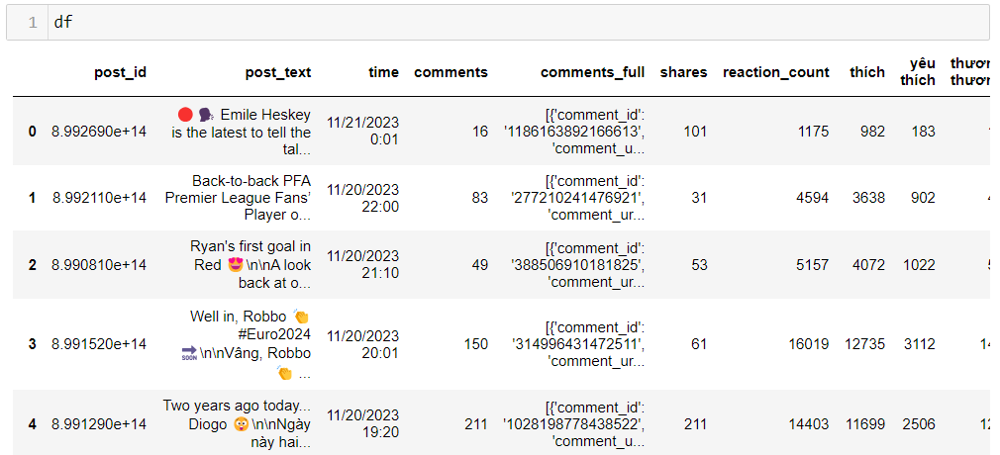 1 df
post_id post_text time comments comments_full shares reaction_count thích yêu thích thươn thươn
0 8.992690e+14 🔴 🗣️ Emile Heskey is the latest to tell the tal... 11/21/2023 0:01 16 [{'comment_id': '1186163892166613', 'comment_u... 101 1175 982 183
1 8.992110e+14 Back-to-back PFA Premier League Fans' Player o... 11/20/2023 22:00 83 [{'comment_id': '277210241476921', 'comment_ur... 31 4594 3638 902
2 8.990810e+14 Ryan's first goal in Red 😍\n\nA look back at o... 11/20/2023 21:10 49 [{'comment_id': '388506910181825', 'comment_ur... 53 5157 4072 1022
3 8.991520e+14 Well in, Robbo 👏 #Euro2024 🔜\n\nVâng, Robbo 👏 ... 11/20/2023 20:01 150 [{'comment_id': '314996431472511', 'comment_ur... 61 16019 12735 3112 14
4 8.991290e+14 Two years ago today... Diogo 😲\n\nNgày này hai... 11/20/2023 19:20 211 [{'comment_id': '1028198778438522', 'comment_u... 211 14403 11699 2506 12